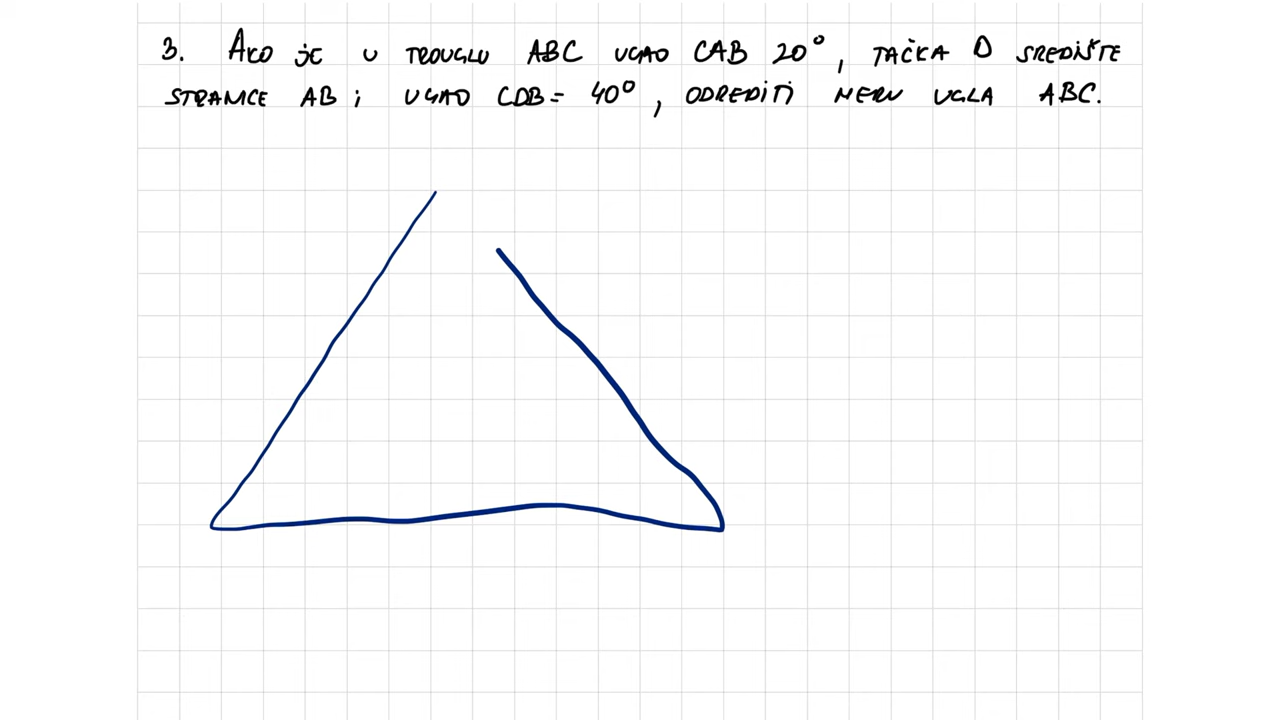 3. AKO JE U TROUGLU ABC UGAO CAB 20°, TAČKA D SREDIŠTE
STRANICE AB I UGAO CDB = 40°, ODREDITI MERU UGLA ABC.